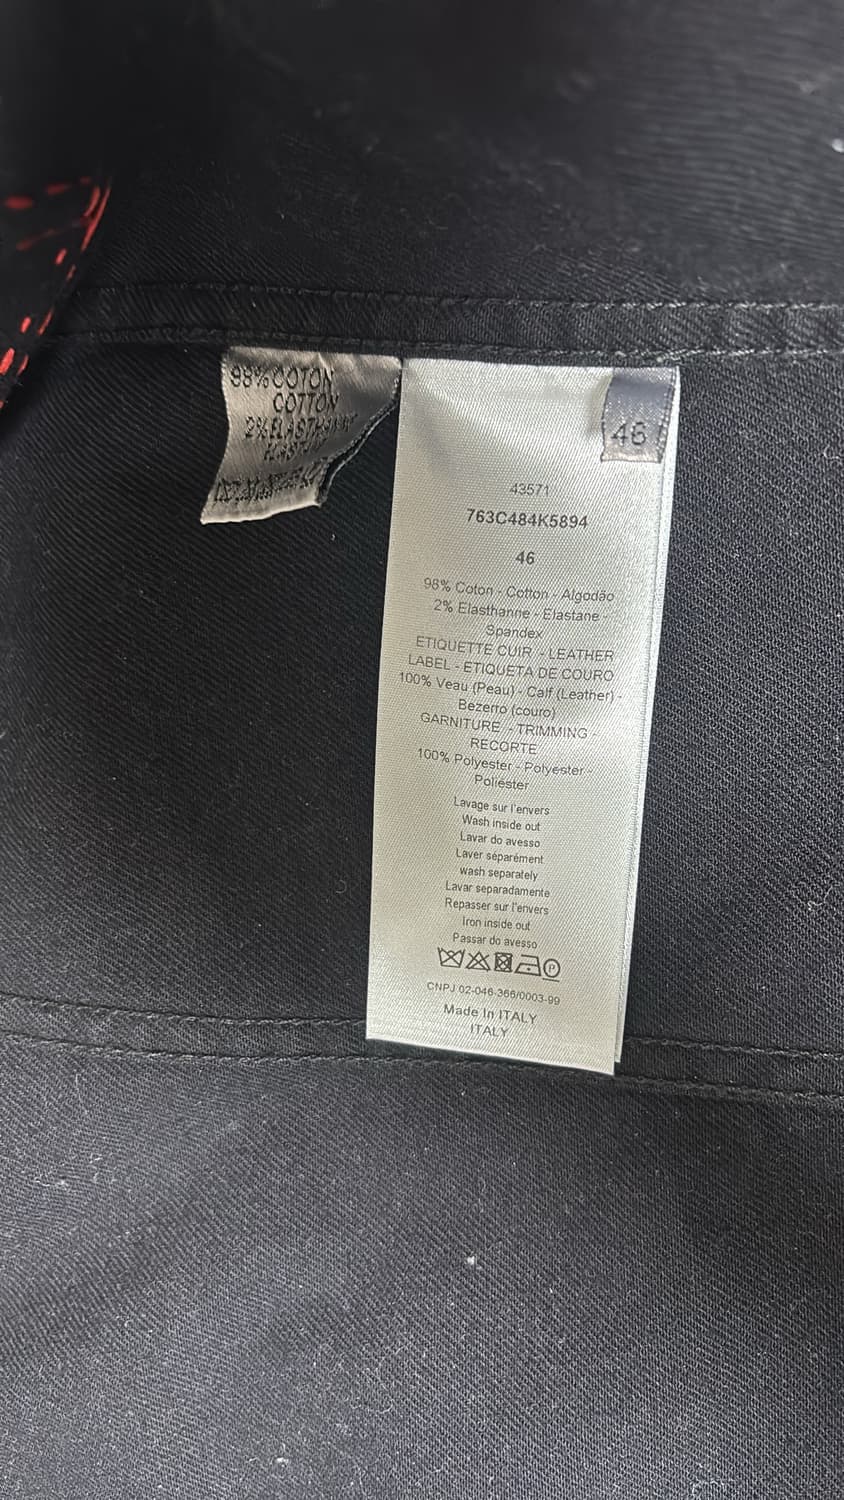 98% COTON
COTTON
2% ELASTHANNE
46
43571
763C484K5894
46
98% Coton - Cotton - Algodão
2% Elasthanne - Elastane -
Spandex
ETIQUETTE CUIR - LEATHER
LABEL - ETIQUETA DE COURO
100% Veau (Peau) - Calf (Leather) -
Bezerro (couro)
GARNITURE - TRIMMING -
RECORTE
100% Polyester - Polyester -
Poliéster
Lavage sur l'envers
Wash inside out
Lavar do avesso
Laver séparément
wash separately
Lavar separadamente
Repasser sur l'envers
Iron inside out
Passar do avesso
P
CNPJ 02-046-366/0003-99
Made In ITALY
ITALY